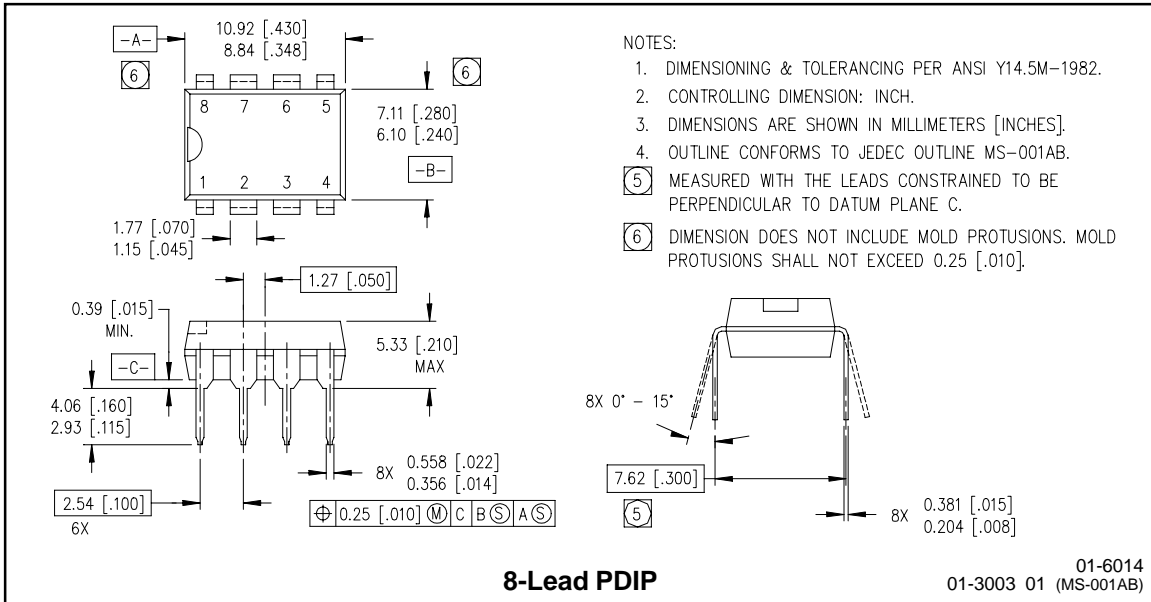 10.92 [.430]
8.84 [.348]
-A-
6
6
8 7 6 5
1 2 3 4
7.11 [.280]
6.10 [.240]
-B-
1.77 [.070]
1.15 [.045]
1.27 [.050]
0.39 [.015]
MIN.
-C-
5.33 [.210]
MAX
4.06 [.160]
2.93 [.115]
8X 0.558 [.022]
0.356 [.014]
2.54 [.100]
6X
⌖ 0.25 [.010] Ⓜ C B Ⓢ A Ⓢ
NOTES:
1. DIMENSIONING & TOLERANCING PER ANSI Y14.5M-1982.
2. CONTROLLING DIMENSION: INCH.
3. DIMENSIONS ARE SHOWN IN MILLIMETERS [INCHES].
4. OUTLINE CONFORMS TO JEDEC OUTLINE MS-001AB.
5 MEASURED WITH THE LEADS CONSTRAINED TO BE
PERPENDICULAR TO DATUM PLANE C.
6 DIMENSION DOES NOT INCLUDE MOLD PROTUSIONS. MOLD
PROTUSIONS SHALL NOT EXCEED 0.25 [.010].
8X 0° - 15°
7.62 [.300]
5
8X 0.381 [.015]
0.204 [.008]
8-Lead PDIP
01-6014
01-3003 01 (MS-001AB)